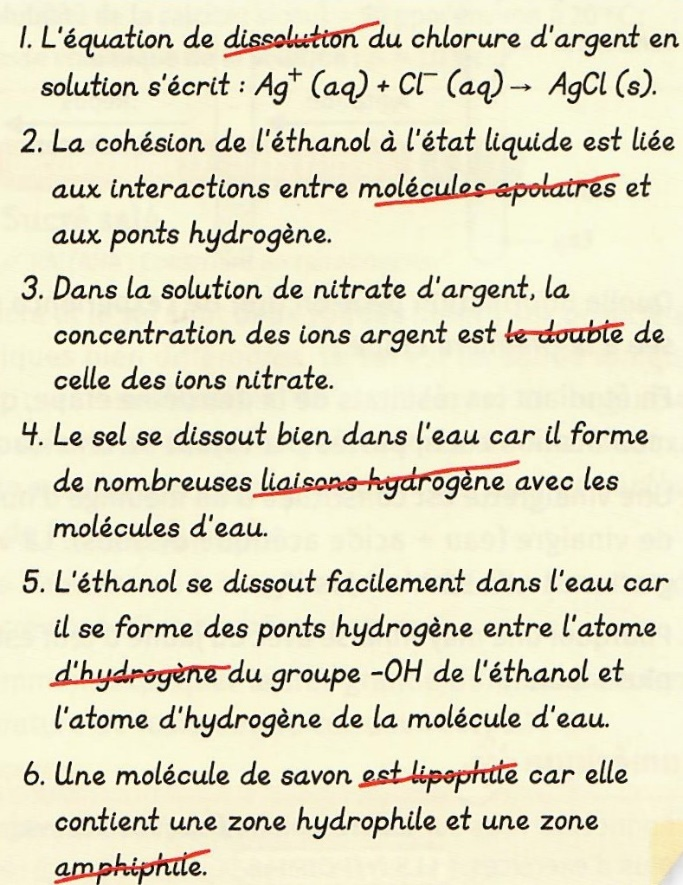 1. L'équation de dissolution du chlorure d'argent en
solution s'écrit : Ag⁺ (aq) + Cl⁻ (aq) → AgCl (s).
2. La cohésion de l'éthanol à l'état liquide est liée
aux interactions entre molécules apolaires et
aux ponts hydrogène.
3. Dans la solution de nitrate d'argent, la
concentration des ions argent est le double de
celle des ions nitrate.
4. Le sel se dissout bien dans l'eau car il forme
de nombreuses liaisons hydrogène avec les
molécules d'eau.
5. L'éthanol se dissout facilement dans l'eau car
il se forme des ponts hydrogène entre l'atome
d'hydrogène du groupe -OH de l'éthanol et
l'atome d'hydrogène de la molécule d'eau.
6. Une molécule de savon est lipophile car elle
contient une zone hydrophile et une zone
amphiphile.